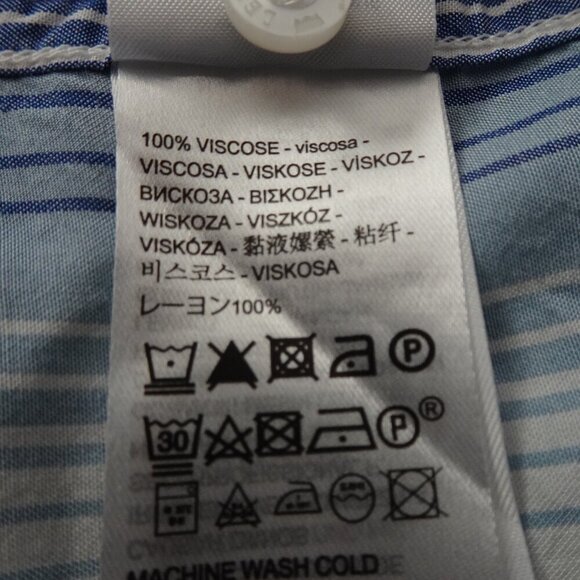 100% VISCOSE - viscosa -
VISCOSA - VISKOSE - VİSKOZ -
ВИСКОЗА - ΒΙΣΚΟΖΗ -
WISKOZA - VISZKÓZ -
VISKÓZA - 黏液嫘縈 - 粘纤 -
비스코스 - VISKOSA
レーヨン100%
P
30
P®
MACHINE WASH COLD